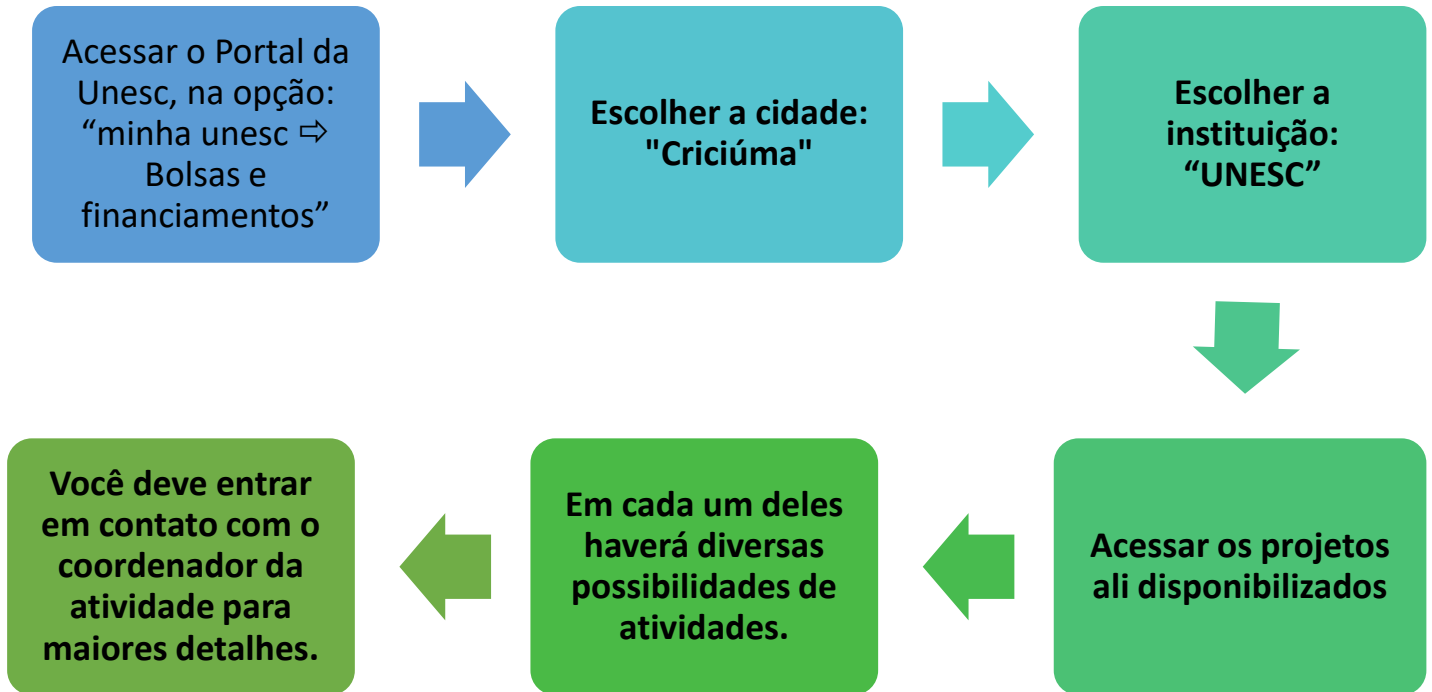 Acessar o Portal da
Unesc, na opção:
“minha unesc ⇨
Bolsas e
financiamentos”
Escolher a cidade:
"Criciúma"
Escolher a
instituição:
“UNESC”
Acessar os projetos
ali disponibilizados
Em cada um deles
haverá diversas
possibilidades de
atividades.
Você deve entrar
em contato com o
coordenador da
atividade para
maiores detalhes.